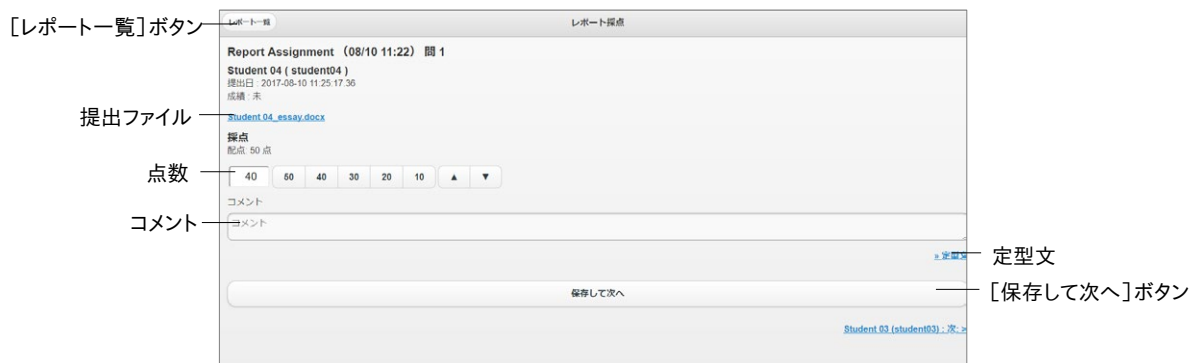 ［レポート一覧］ボタン
レポート一覧
レポート採点
Report Assignment （08/10 11:22） 問 1
Student 04 ( student04 )
提出日 : 2017-08-10 11:25:17.36
成績 : 未
提出ファイル
Student 04_essay.docx
採点
配点: 50 点
点数
40 50 40 30 20 10 ▲ ▼
コメント
コメント
コメント
» 定型文
定型文
保存して次へ
［保存して次へ］ボタン
Student 03 (student03) : 次: >